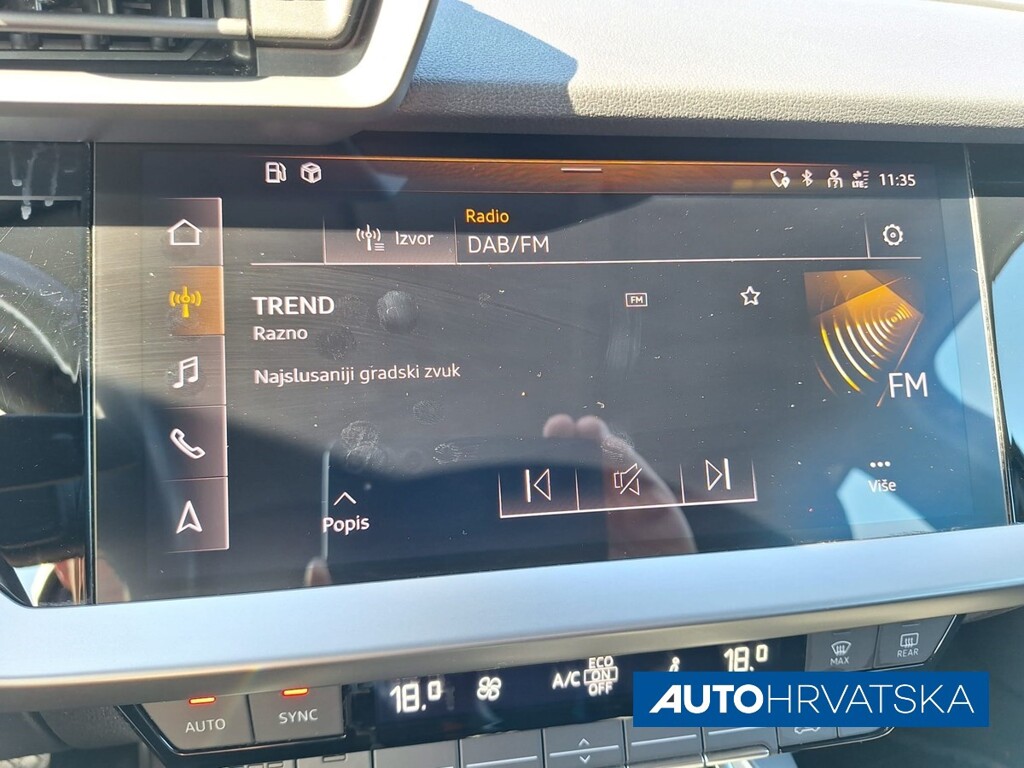 11:35
Radio
Izvor
DAB/FM
TREND
FM
Razno
Najslusaniji gradski zvuk
FM
Popis
Više
18.0
A/C
ECO
ON
OFF
18.0
MAX
REAR
AUTO
SYNC
AUTOHRVATSKA